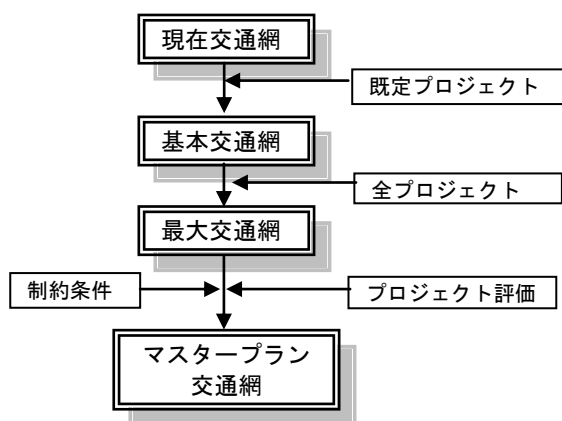 現在交通網
既定プロジェクト
基本交通網
全プロジェクト
最大交通網
制約条件
プロジェクト評価
マスタープラン
交通網